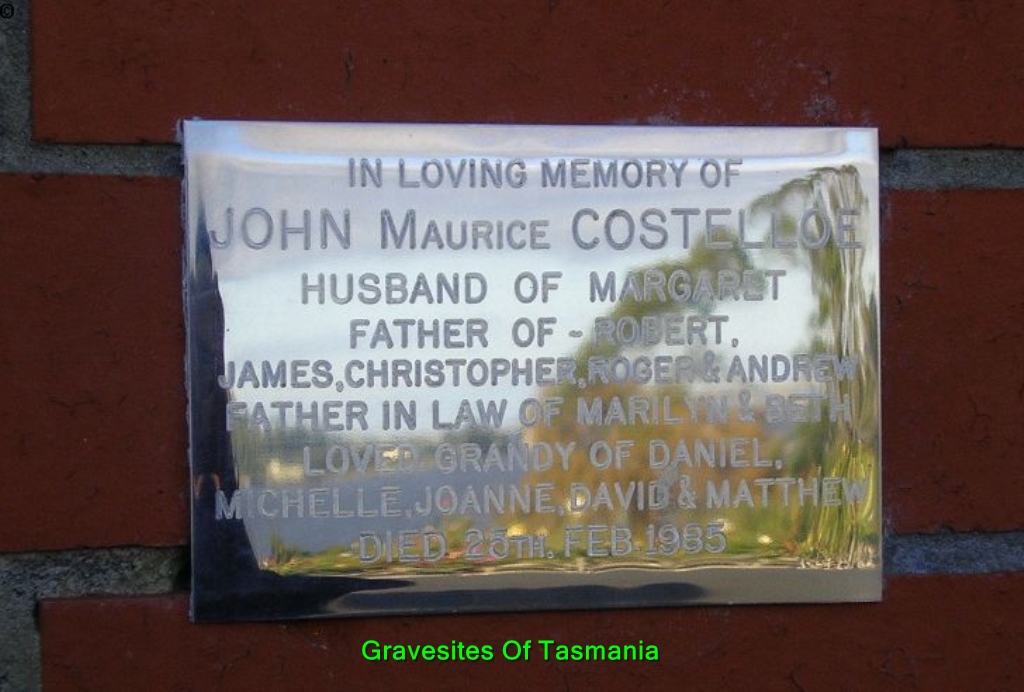 ©
IN LOVING MEMORY OF
JOHN MAURICE COSTELLOE
HUSBAND OF MARGARET
FATHER OF - ROBERT,
JAMES, CHRISTOPHER, ROGER & ANDREW
FATHER IN LAW OF MARILYN & BETH
LOVED GRANDY OF DANIEL,
MICHELLE, JOANNE, DAVID & MATTHEW
DIED 25TH. FEB 1985
Gravesites Of Tasmania